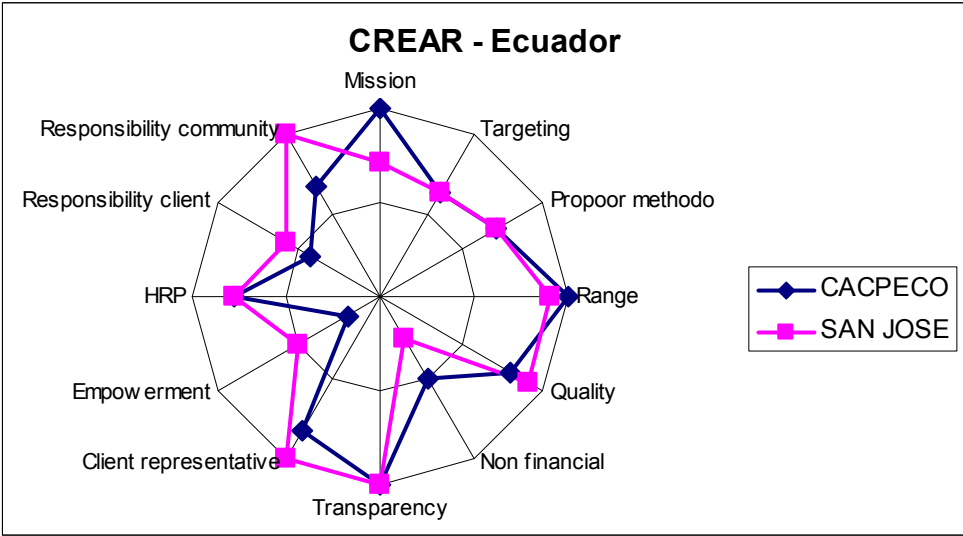 CREAR - Ecuador
Mission
Responsibility community
Targeting
Responsibility client
Propoor methodo
HRP
Range
CACPECO
SAN JOSE
Empow erment
Quality
Client representative
Non financial
Transparency